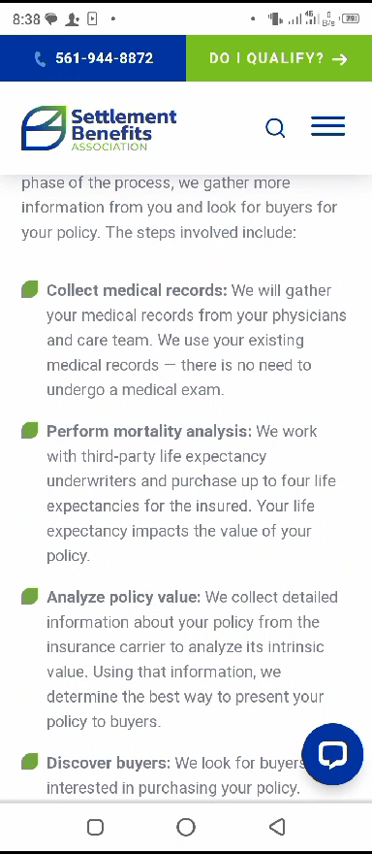 8:38
561-944-8872
DO I QUALIFY? →
Settlement
Benefits
ASSOCIATION
phase of the process, we gather more
information from you and look for buyers for
your policy. The steps involved include:
Collect medical records: We will gather
your medical records from your physicians
and care team. We use your existing
medical records — there is no need to
undergo a medical exam.
Perform mortality analysis: We work
with third-party life expectancy
underwriters and purchase up to four life
expectancies for the insured. Your life
expectancy impacts the value of your
policy.
Analyze policy value: We collect detailed
information about your policy from the
insurance carrier to analyze its intrinsic
value. Using that information, we
determine the best way to present your
policy to buyers.
Discover buyers: We look for buyers
interested in purchasing your policy.